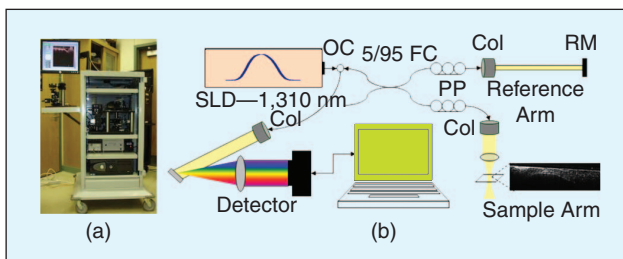 OC
5/95 FC
Col
RM
SLD—1,310 nm
PP
Reference
Arm
Col
Col
Detector
Sample Arm
(a)
(b)